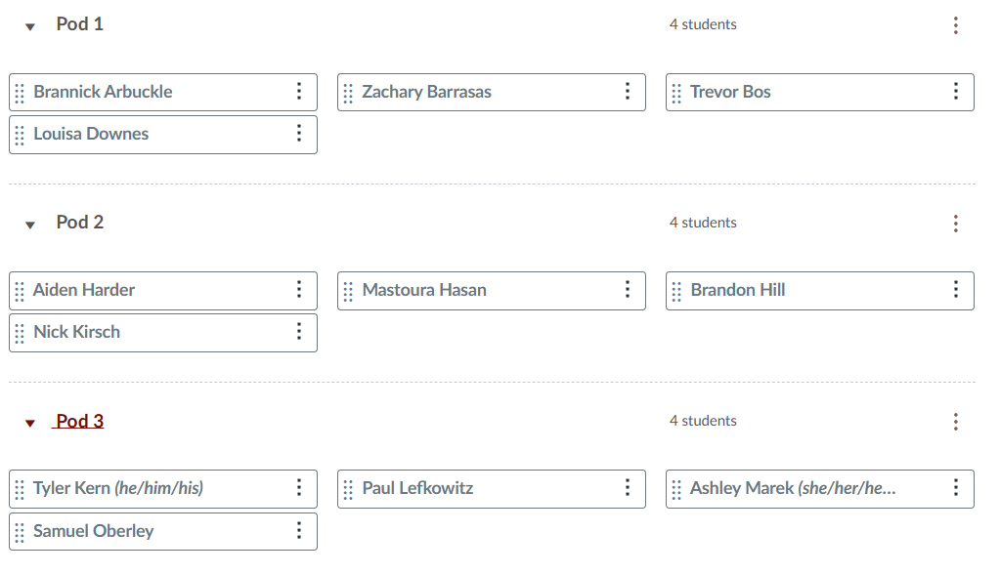 Pod 1 4 students
Brannick Arbuckle Zachary Barrasas Trevor Bos
Louisa Downes
Pod 2 4 students
Aiden Harder Mastoura Hasan Brandon Hill
Nick Kirsch
Pod 3 4 students
Tyler Kern (he/him/his) Paul Lefkowitz Ashley Marek (she/her/he...
Samuel Oberley